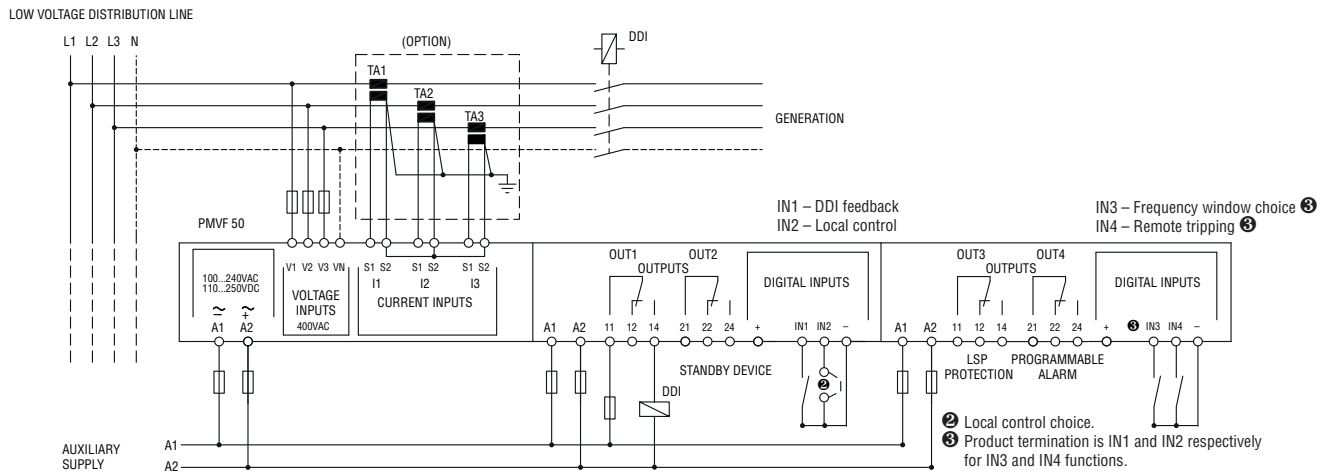 LOW VOLTAGE DISTRIBUTION LINE
L1 L2 L3 N
(OPTION)
DDI
TA1
TA2
TA3
GENERATION
PMVF 50
IN1 – DDI feedback
IN2 – Local control
IN3 – Frequency window choice ❸
IN4 – Remote tripping ❸
100...240VAC
110...250VDC
~ ~
= +
A1 A2
V1 V2 V3 VN
VOLTAGE
INPUTS
400VAC
S1 S2 S1 S2 S1 S2
I1 I2 I3
CURRENT INPUTS
OUT1 OUT2
OUTPUTS
DIGITAL INPUTS
A1 A2 11 12 14 21 22 24 + IN1 IN2 –
OUT3 OUT4
OUTPUTS
DIGITAL INPUTS
A1 A2 11 12 14 21 22 24 + ❸ IN3 IN4 –
STANDBY DEVICE
LSP
PROTECTION
PROGRAMMABLE
ALARM
DDI
❷
❷ Local control choice.
❸ Product termination is IN1 and IN2 respectively
for IN3 and IN4 functions.
AUXILIARY
SUPPLY
A1
A2